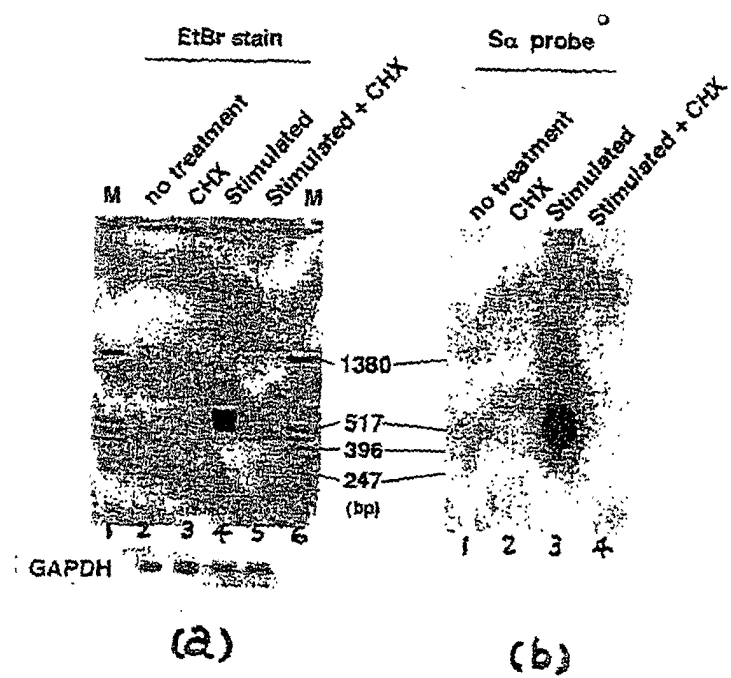 EtBr stain
Sα probe
M no treatment CHX Stimulated Stimulated + CHX M
no treatment CHX Stimulated Stimulated + CHX
1380
517
396
247
(bp)
1 2 3 4 5 6
1 2 3 4
GAPDH
(a)
(b)